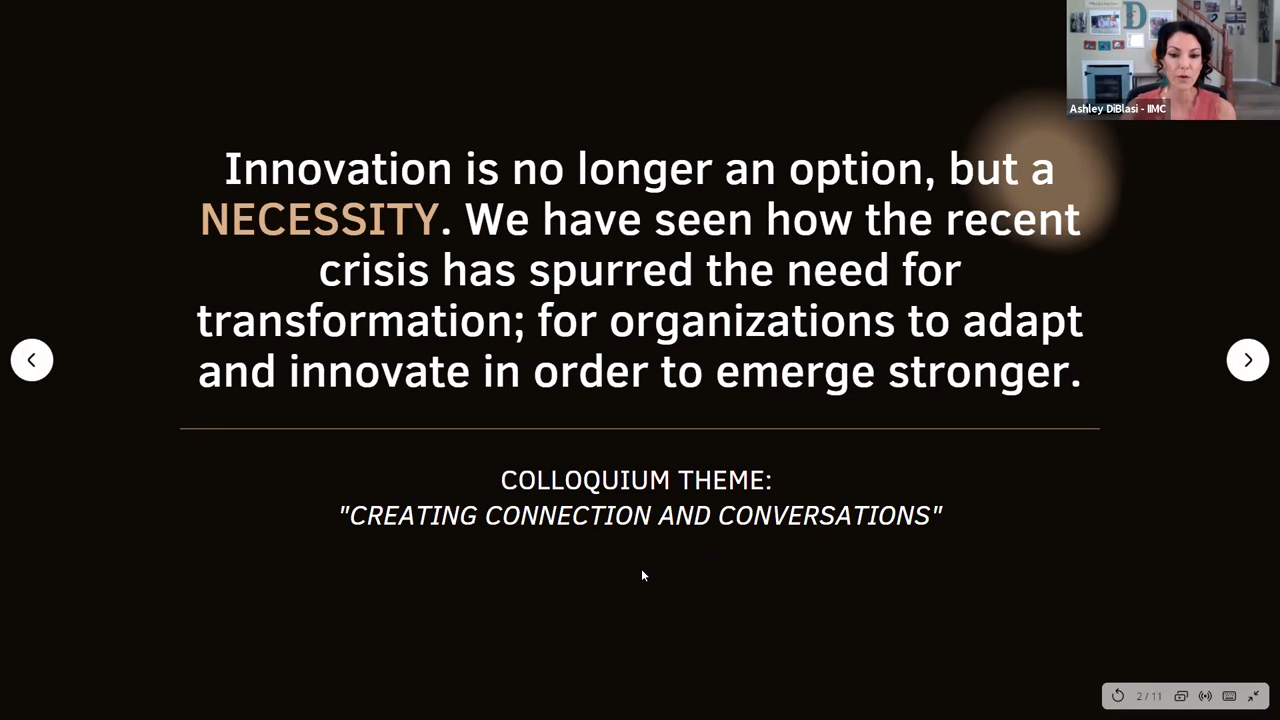 D
Ashley DiBlasi - IIMC
Innovation is no longer an option, but a
NECESSITY. We have seen how the recent
crisis has spurred the need for
transformation; for organizations to adapt
and innovate in order to emerge stronger.
COLLOQUIUM THEME:
"CREATING CONNECTION AND CONVERSATIONS"
2 / 11